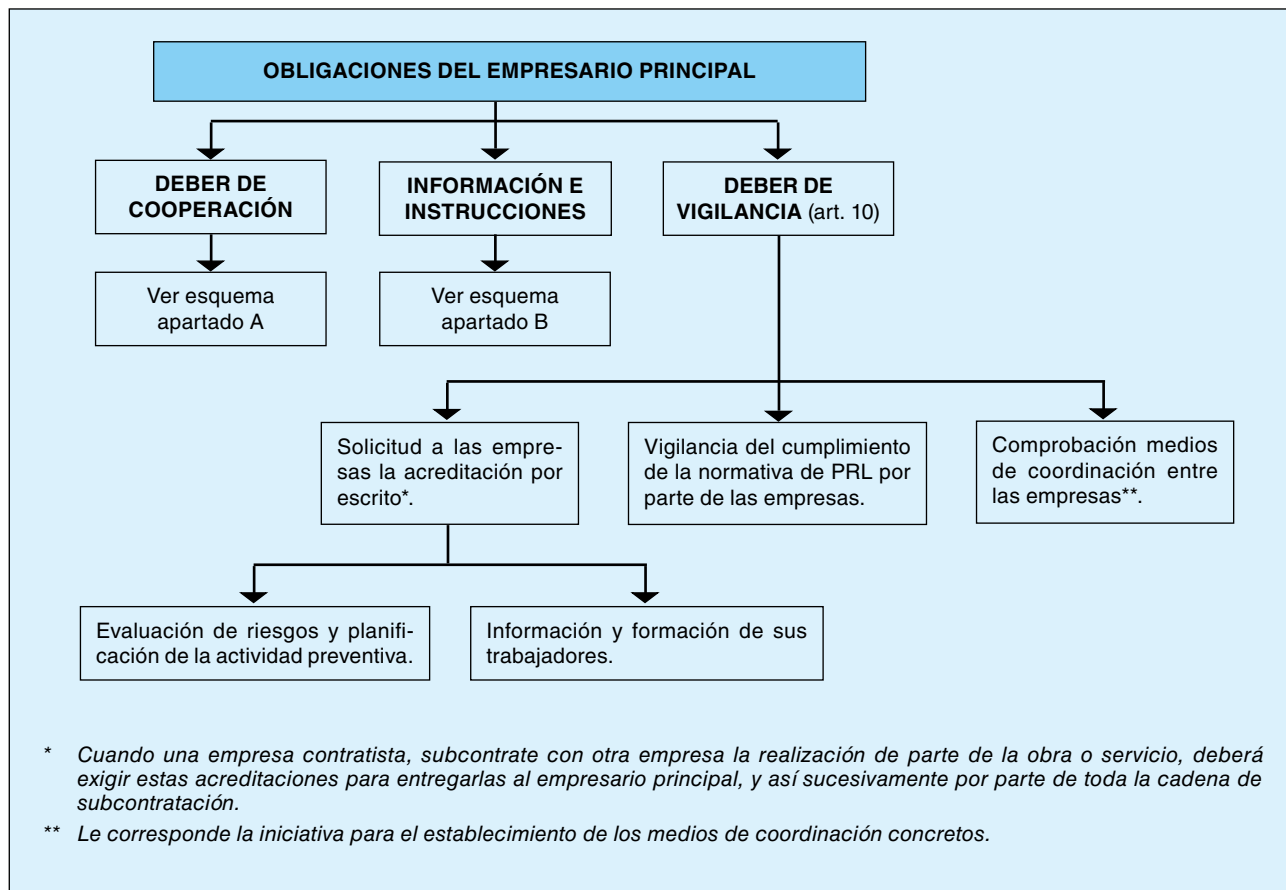 OBLIGACIONES DEL EMPRESARIO PRINCIPAL
DEBER DE
COOPERACIÓN
INFORMACIÓN E
INSTRUCCIONES
DEBER DE
VIGILANCIA (art. 10)
Ver esquema
apartado A
Ver esquema
apartado B
Solicitud a las empre-
sas la acreditación por
escrito*.
Vigilancia del cumplimiento
de la normativa de PRL por
parte de las empresas.
Comprobación medios
de coordinación entre
las empresas**.
Evaluación de riesgos y planifi-
cación de la actividad preventiva.
Información y formación de sus
trabajadores.
* Cuando una empresa contratista, subcontrate con otra empresa la realización de parte de la obra o servicio, deberá
exigir estas acreditaciones para entregarlas al empresario principal, y así sucesivamente por parte de toda la cadena de
subcontratación.
** Le corresponde la iniciativa para el establecimiento de los medios de coordinación concretos.